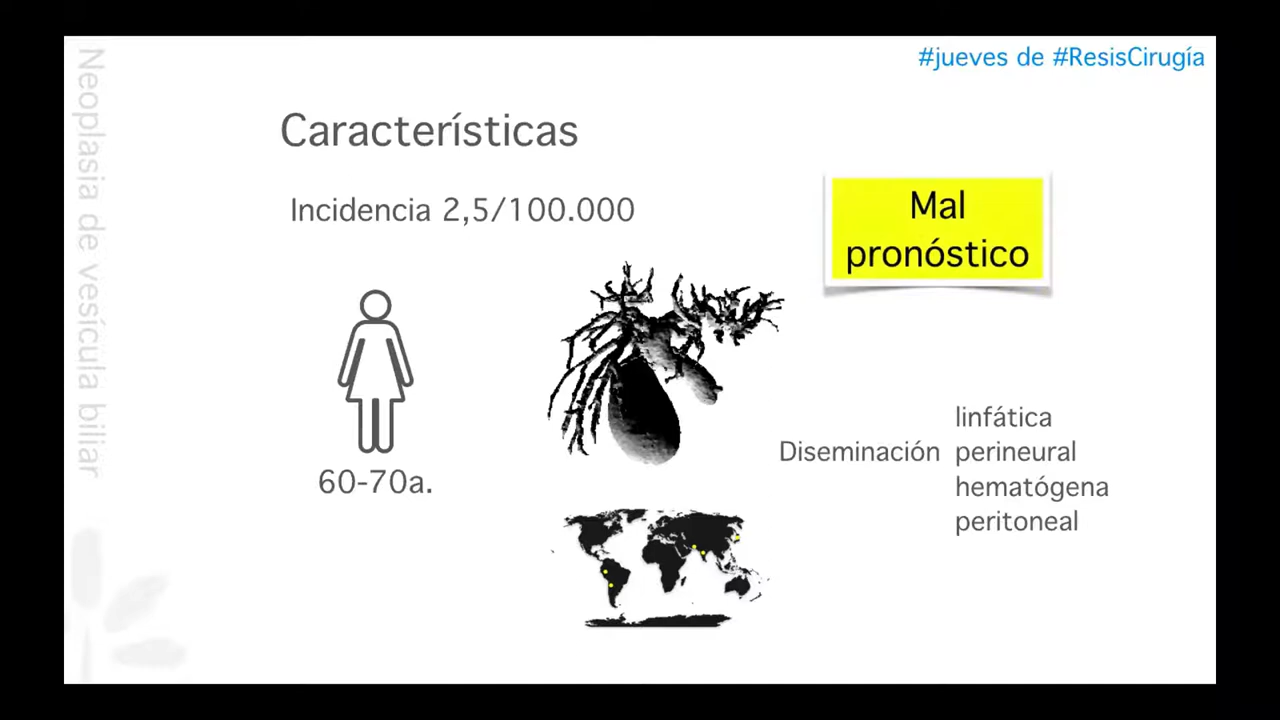 #jueves de #ResisCirugía
Neoplasia de vesícula biliar
Características
Incidencia 2,5/100.000
Mal
pronóstico
60-70a.
Diseminación
linfática
perineural
hematógena
peritoneal